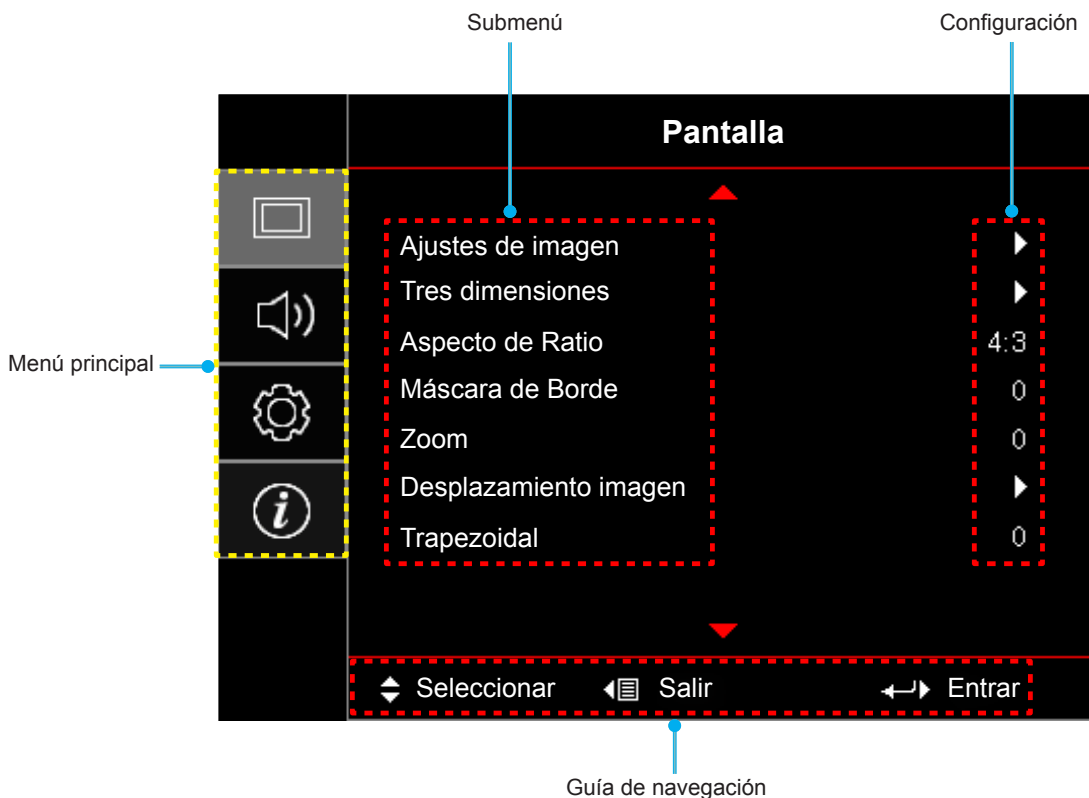 Submenú
Configuración
Pantalla
Ajustes de imagen
Tres dimensiones
Aspecto de Ratio 4:3
Menú principal
Máscara de Borde 0
Zoom 0
Desplazamiento imagen
Trapezoidal 0
Seleccionar Salir Entrar
Guía de navegación